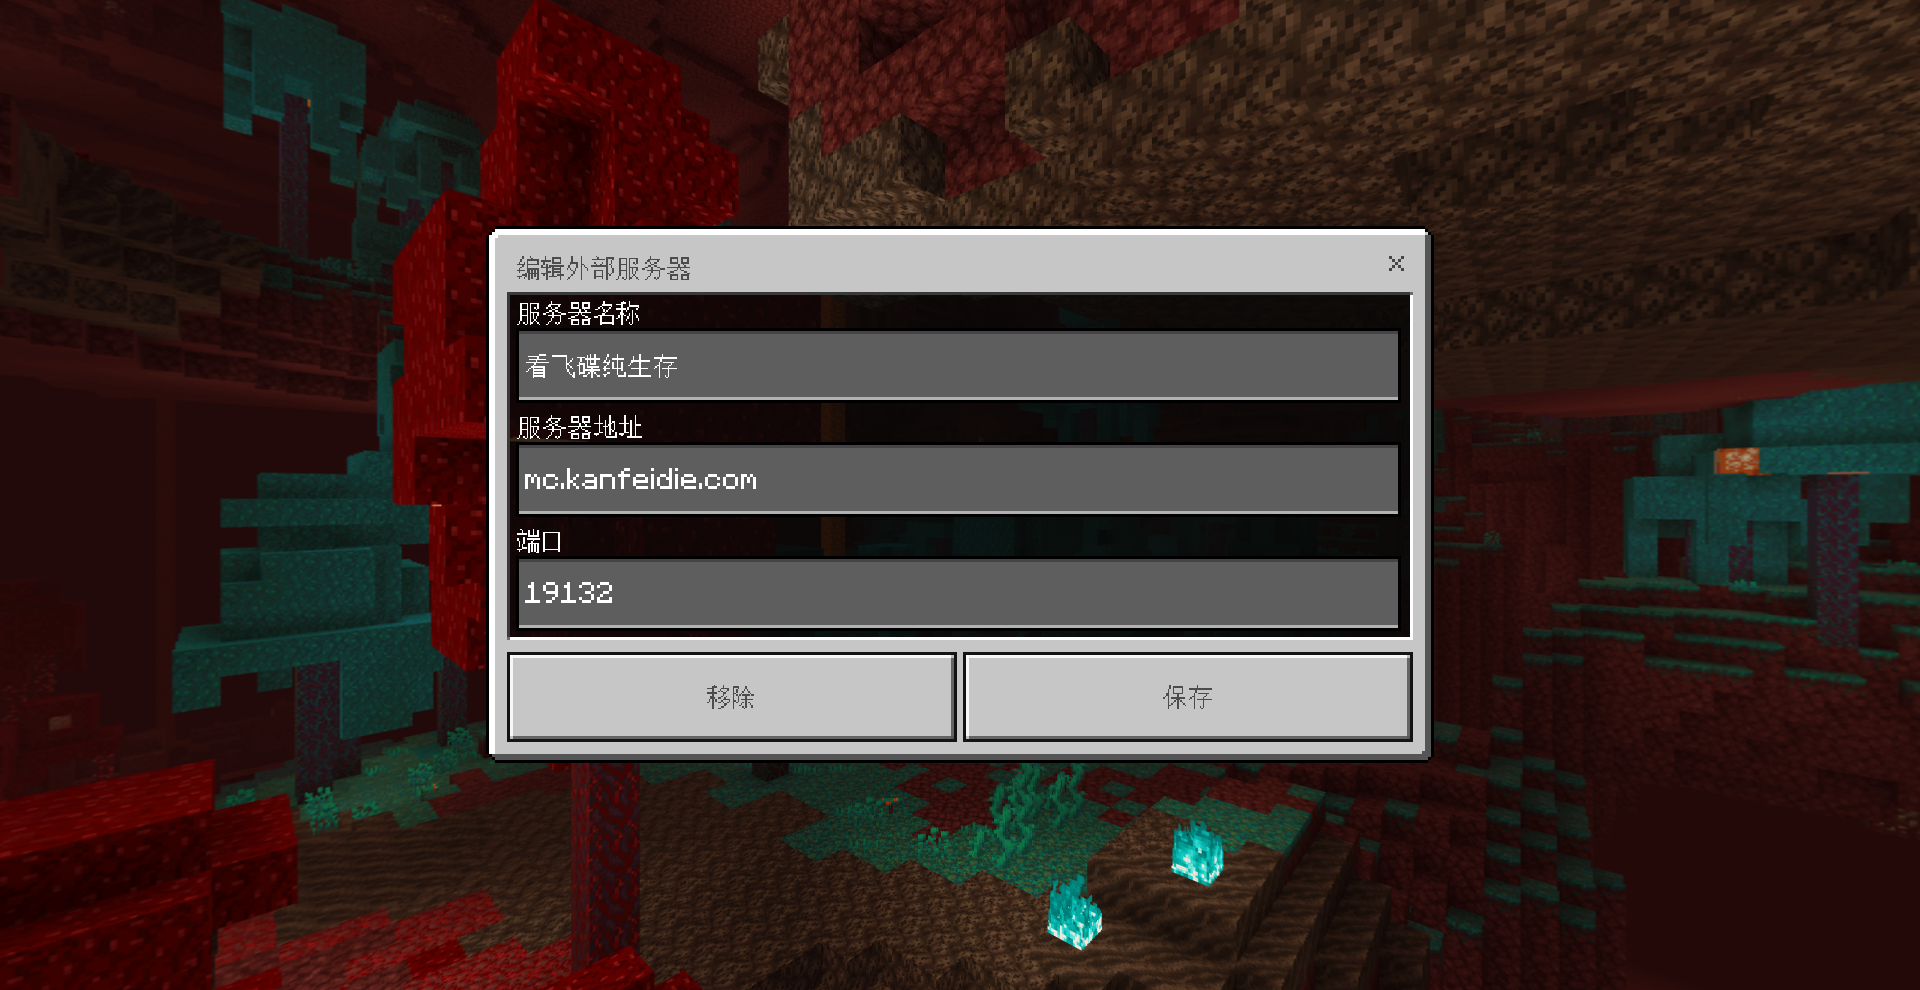 编辑外部服务器
服务器名称
看飞碟纯生存
服务器地址
mc.kanfeidie.com
端口
19132
移除
保存